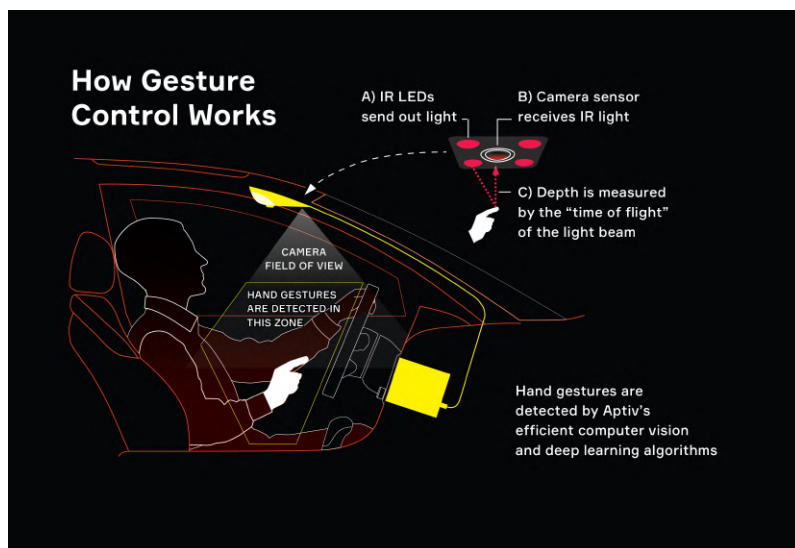 How Gesture
Control Works
A) IR LEDs
send out light
B) Camera sensor
receives IR light
C) Depth is measured
by the “time of flight”
of the light beam
CAMERA
FIELD OF VIEW
HAND GESTURES
ARE DETECTED IN
THIS ZONE
Hand gestures are
detected by Aptiv’s
efficient computer vision
and deep learning algorithms